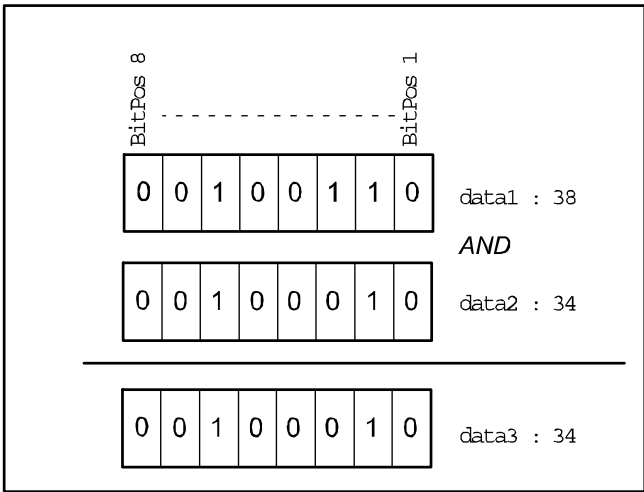 BitPos 8
BitPos 1
0 0 1 0 0 1 1 0 data1 : 38
AND
0 0 1 0 0 0 1 0 data2 : 34
0 0 1 0 0 0 1 0 data3 : 34